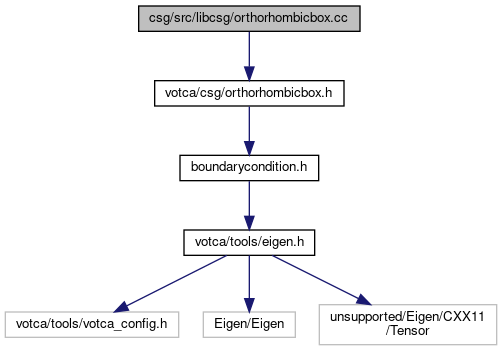 csg/src/libcsg/orthorhombicbox.cc
votca/csg/orthorhombicbox.h
boundarycondition.h
votca/tools/eigen.h
votca/tools/votca_config.h
Eigen/Eigen
unsupported/Eigen/CXX11
/Tensor